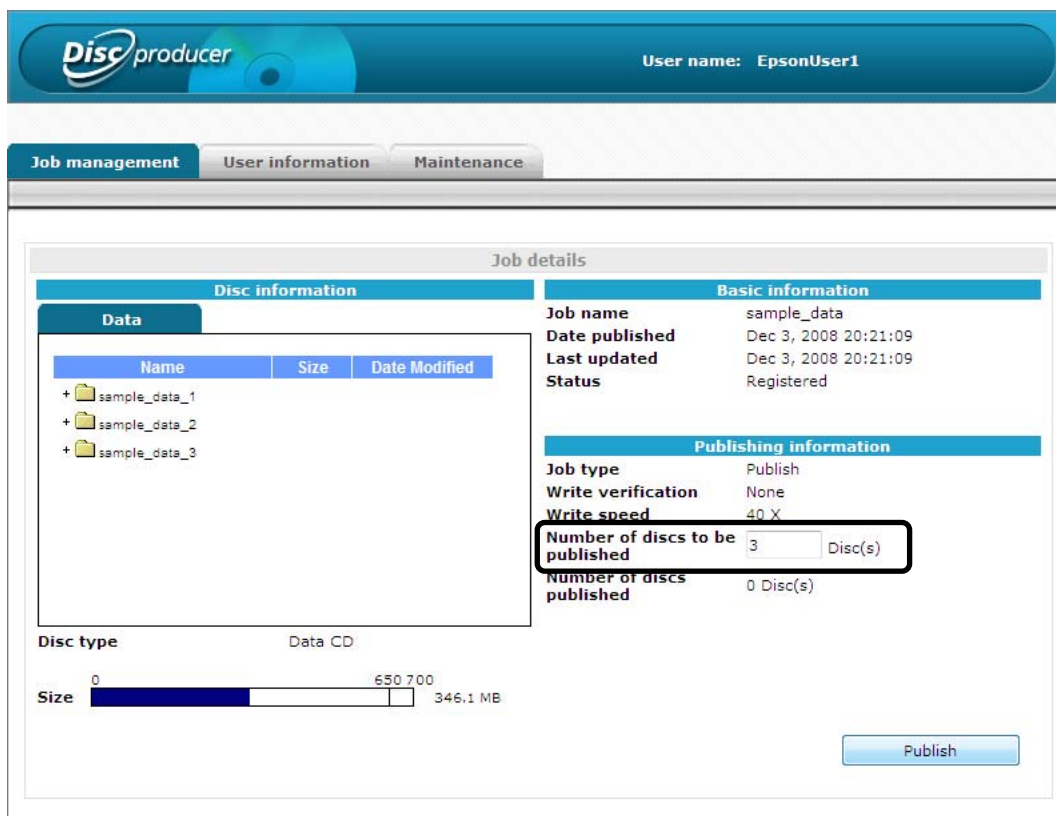 Disc producer
User name: EpsonUser1
Job management User information Maintenance
Job details
Disc information
Data
Name Size Date Modified
+ sample_data_1
+ sample_data_2
+ sample_data_3
Disc type Data CD
0 650 700
Size 346.1 MB
Basic information
Job name sample_data
Date published Dec 3, 2008 20:21:09
Last updated Dec 3, 2008 20:21:09
Status Registered
Publishing information
Job type Publish
Write verification None
Write speed 40 X
Number of discs to be
published 3 Disc(s)
Number of discs
published 0 Disc(s)
Publish